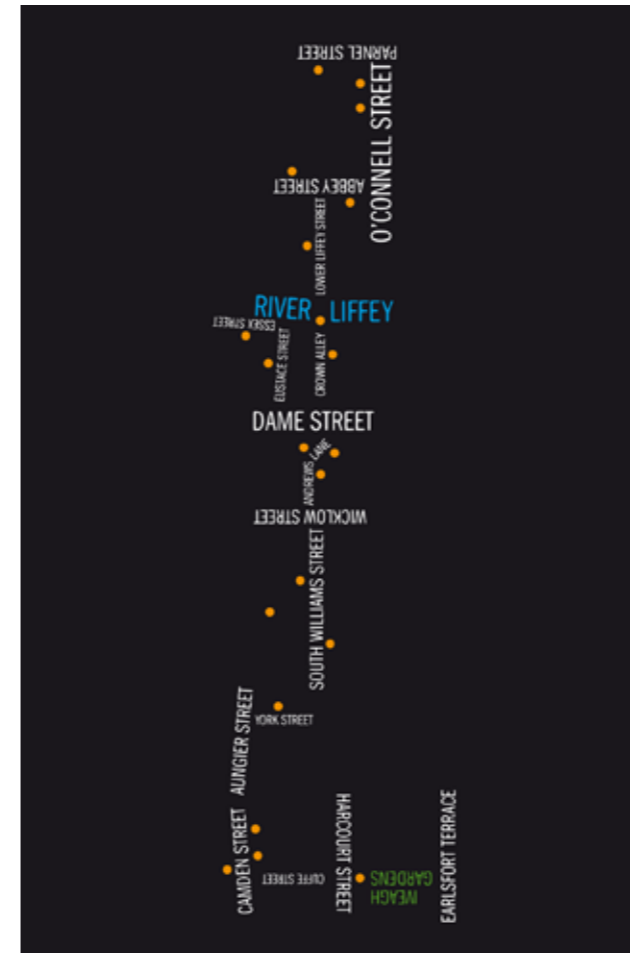 PARNEL STREET
O'CONNELL STREET
ABBEY STREET
LOWER LIFFEY STREET
RIVER LIFFEY
ESSEX STREET
EUSTACE STREET
CROWN ALLEY
DAME STREET
ANDREWS LANE
WICKLOW STREET
SOUTH WILLIAMS STREET
AUNGIER STREET
YORK STREET
CAMDEN STREET
CUFFE STREET
HARCOURT STREET
IVEAGH
GARDENS
EARLSFORT TERRACE